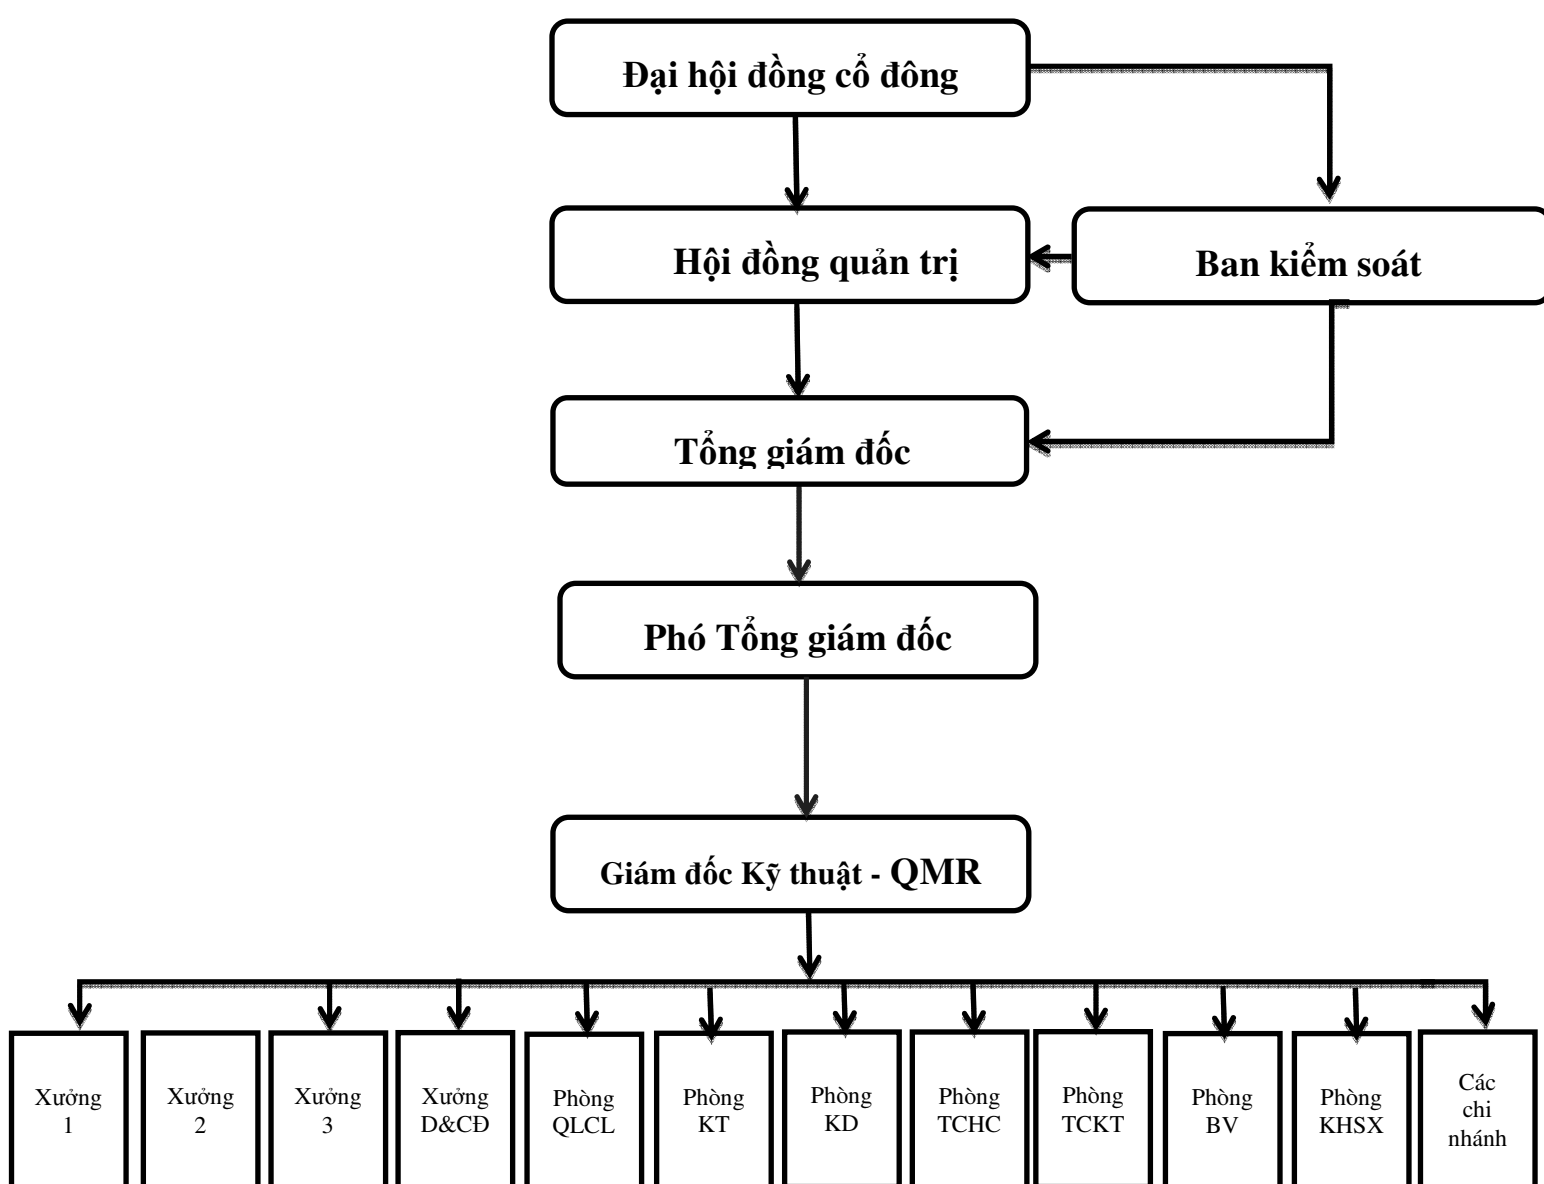 Đại hội đồng cổ đông
Hội đồng quản trị
Ban kiểm soát
Tổng giám đốc
Phó Tổng giám đốc
Giám đốc Kỹ thuật - QMR
Xưởng
1
Xưởng
2
Xưởng
3
Xưởng
D&CĐ
Phòng
QLCL
Phòng
KT
Phòng
KD
Phòng
TCHC
Phòng
TCKT
Phòng
BV
Phòng
KHSX
Các
chi
nhánh